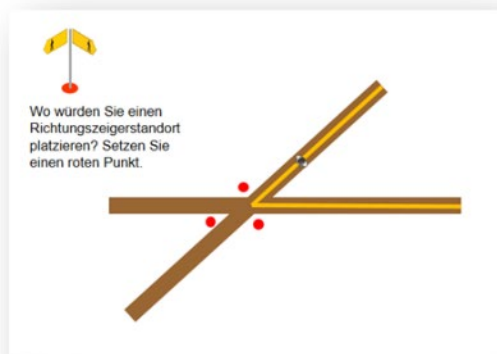 Wo würden Sie einen
Richtungszeigerstandort
platzieren? Setzen Sie
einen roten Punkt.